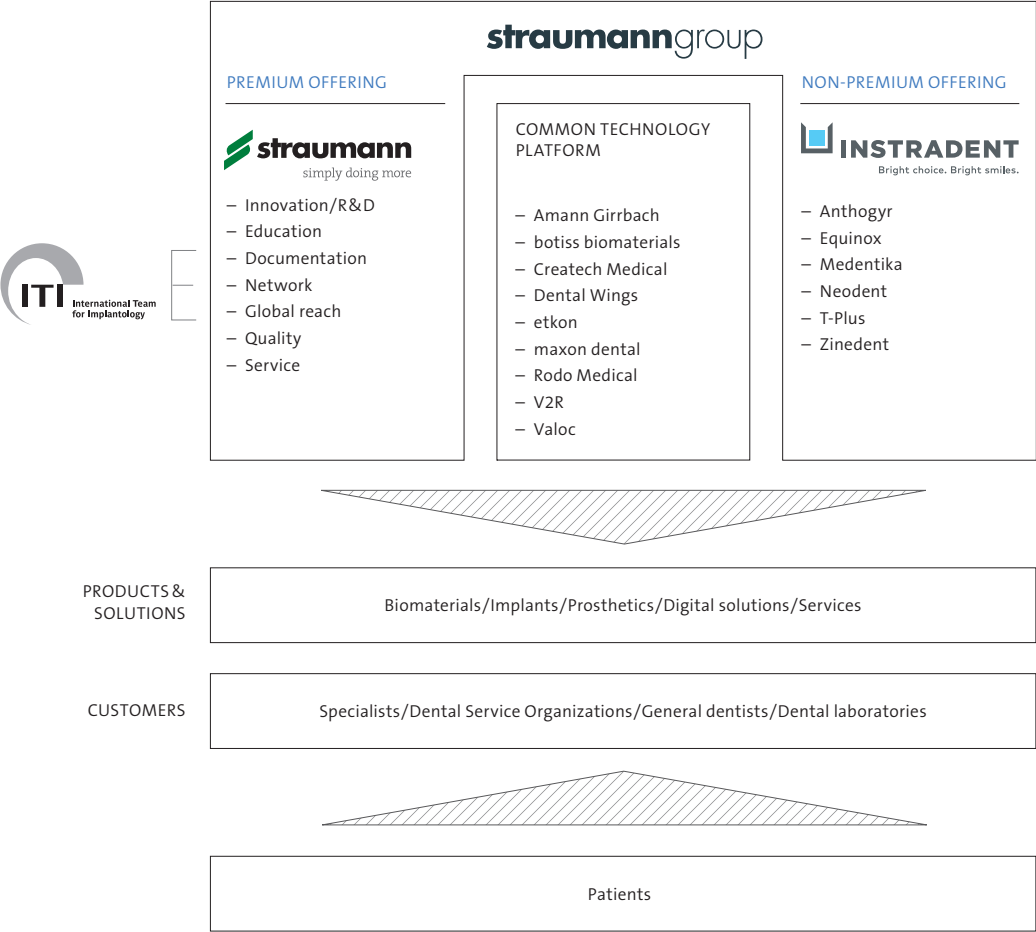 straumanngroup
PREMIUM OFFERING
straumann
simply doing more
– Innovation/R&D
– Education
– Documentation
– Network
– Global reach
– Quality
– Service
ITI International Team
for Implantology
COMMON TECHNOLOGY
PLATFORM
– Amann Girrbach
– botiss biomaterials
– Createch Medical
– Dental Wings
– etkon
– maxon dental
– Rodo Medical
– V2R
– Valoc
NON-PREMIUM OFFERING
INSTRADENT
Bright choice. Bright smiles.
– Anthogyr
– Equinox
– Medentika
– Neodent
– T-Plus
– Zinedent
PRODUCTS &
SOLUTIONS
Biomaterials/Implants/Prosthetics/Digital solutions/Services
CUSTOMERS
Specialists/Dental Service Organizations/General dentists/Dental laboratories
Patients